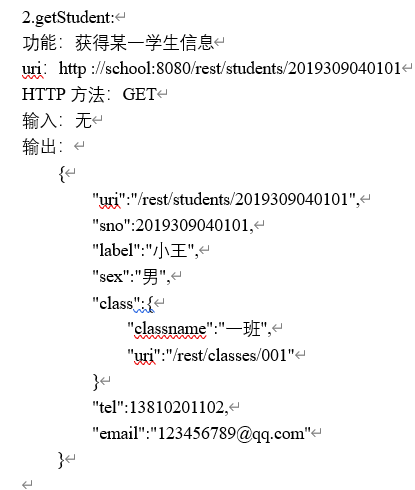 2.getStudent:
功能：获得某一学生信息
uri：http ://school:8080/rest/students/2019309040101
HTTP 方法：GET
输入：无
输出：
{
"uri":"/rest/students/2019309040101",
"sno":2019309040101,
"label":"小王",
"sex":"男",
"class":{
"classname":"一班",
"uri":"/rest/classes/001"
}
"tel":13810201102,
"email":"123456789@qq.com"
}